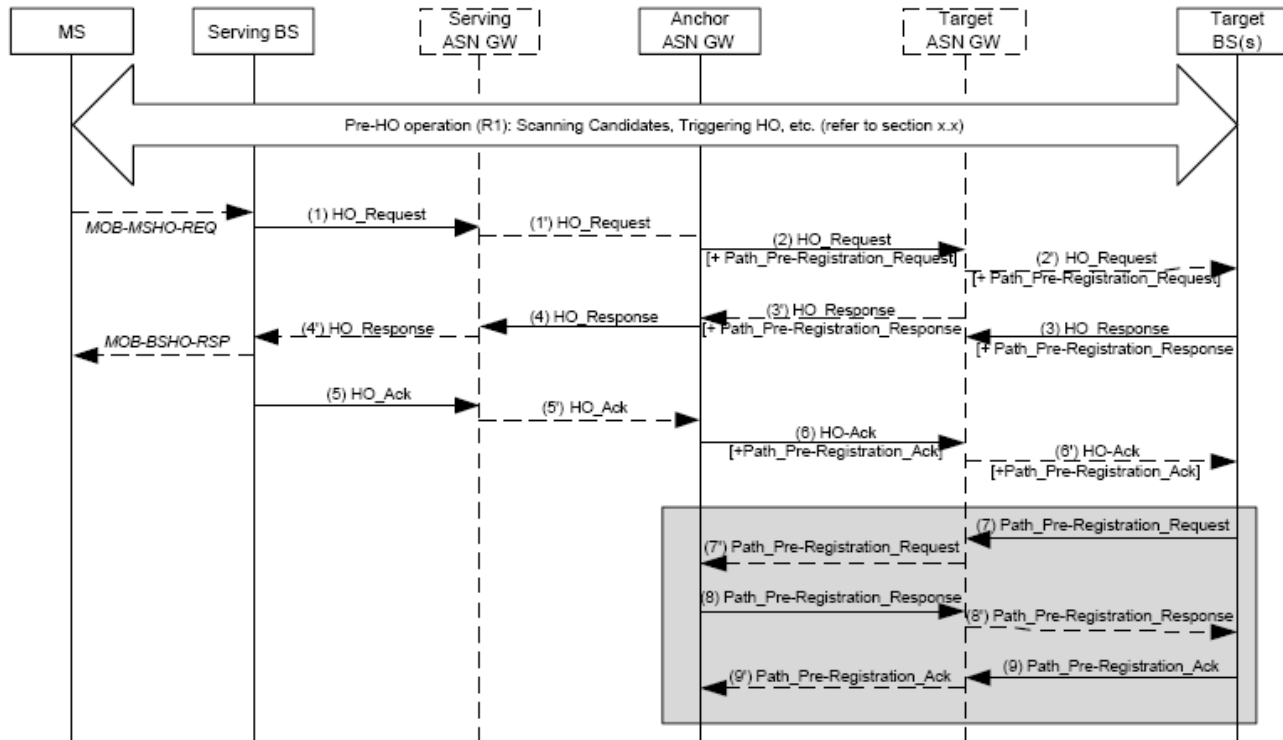 MS
Serving BS
Serving
ASN GW
Anchor
ASN GW
Target
ASN GW
Target
BS(s)
Pre-HO operation (R1): Scanning Candidates, Triggering HO, etc. (refer to section x.x)
MOB-MSHO-REQ
(1) HO_Request
(1') HO_Request
(2) HO_Request
[+ Path_Pre-Registration_Request]
(2') HO_Request
[+ Path_Pre-Registration_Request]
(3') HO_Response
[+ Path_Pre-Registration_Response
(3) HO_Response
[+ Path_Pre-Registration_Response
(4) HO_Response
(4') HO_Response
MOB-BSHO-RSP
(5) HO_Ack
(5') HO_Ack
(6) HO-Ack
[+Path_Pre-Registration_Ack]
(6') HO-Ack
[+Path_Pre-Registration_Ack]
(7) Path_Pre-Registration_Request
(7') Path_Pre-Registration_Request
(8) Path_Pre-Registration_Response
(8') Path_Pre-Registration_Response
(9) Path_Pre-Registration_Ack
(9') Path_Pre-Registration_Ack